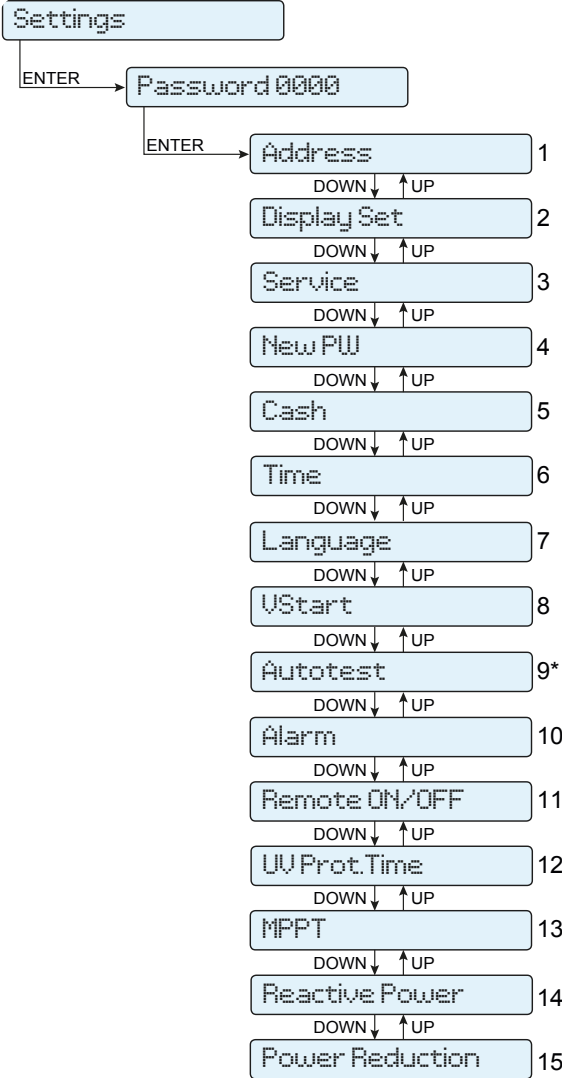 Settings
ENTER
Password 0000
ENTER
Address 1
DOWN UP
Display Set 2
DOWN UP
Service 3
DOWN UP
New PW 4
DOWN UP
Cash 5
DOWN UP
Time 6
DOWN UP
Language 7
DOWN UP
VStart 8
DOWN UP
Autotest 9*
DOWN UP
Alarm 10
DOWN UP
Remote ON/OFF 11
DOWN UP
UV Prot.Time 12
DOWN UP
MPPT 13
DOWN UP
Reactive Power 14
DOWN UP
Power Reduction 15